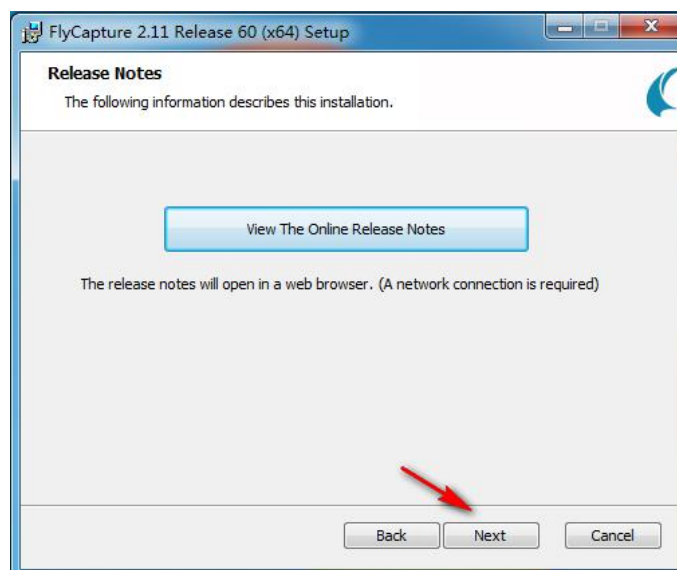 FlyCapture 2.11 Release 60 (x64) Setup
Release Notes
The following information describes this installation.
View The Online Release Notes
The release notes will open in a web browser. (A network connection is required)
Back Next Cancel